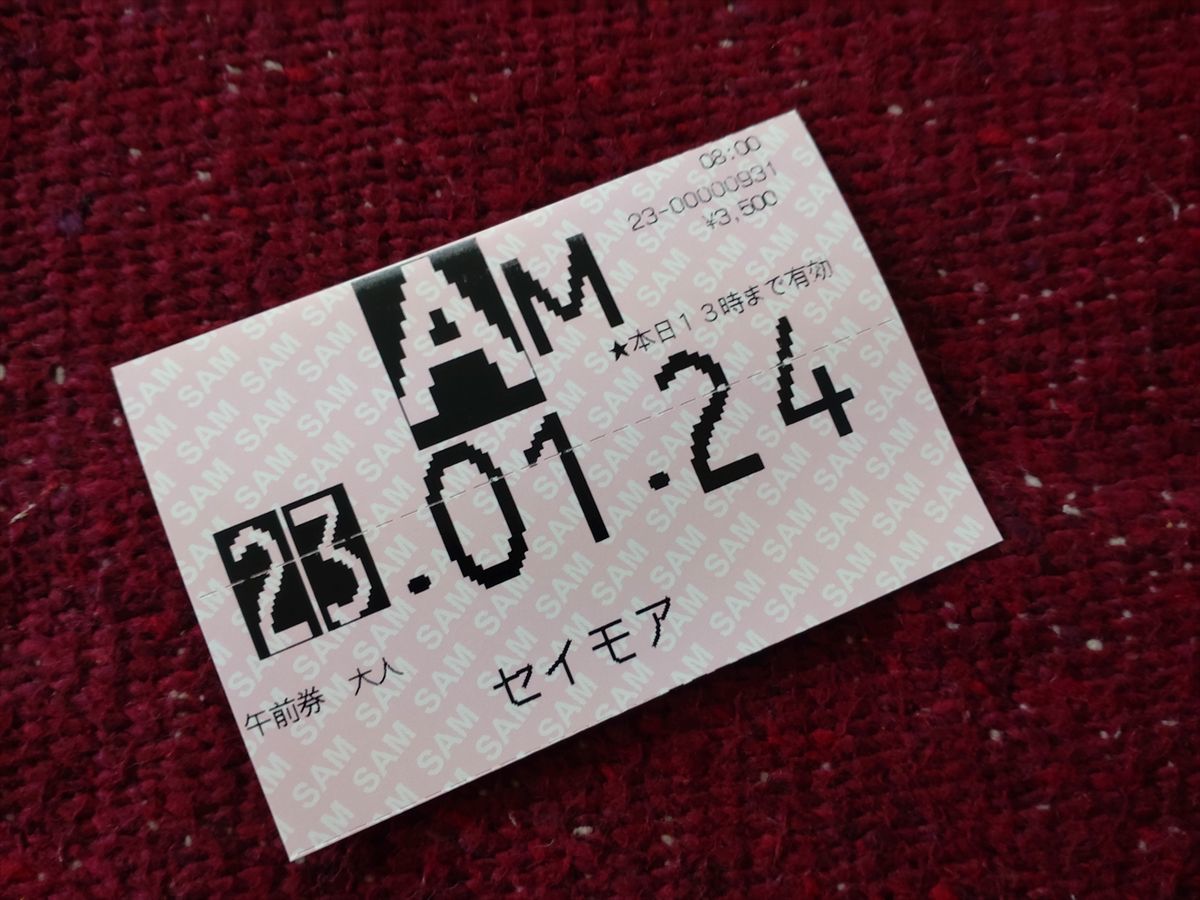 08:00
23-00000931
¥3,500
AM
★本日13時まで有効
23.01.24
午前券 大人
セイモア
SAM